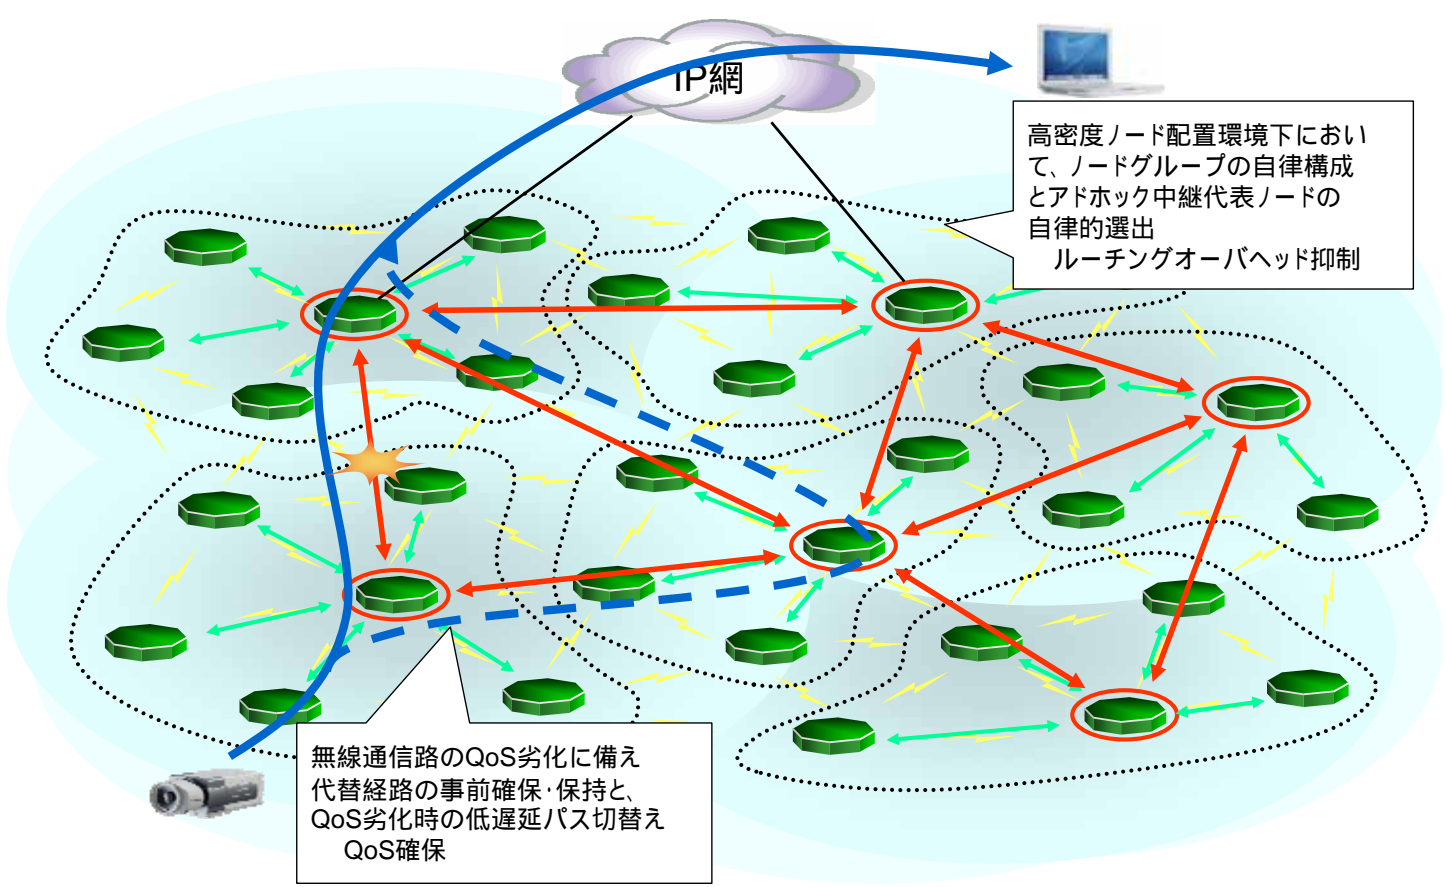 IP網
高密度ノード配置環境下におい
て、ノードグループの自律構成
とアドホック中継代表ノードの
自律的選出
ルーチングオーバヘッド抑制
無線通信路のQoS劣化に備え
代替経路の事前確保・保持と、
QoS劣化時の低遅延パス切替え
QoS確保